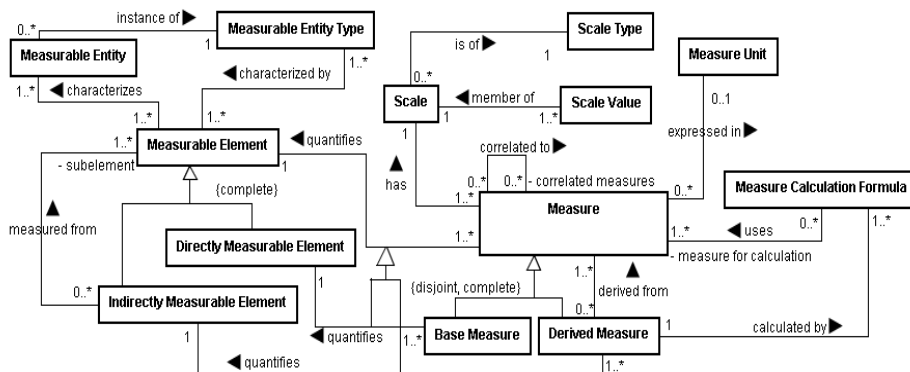 instance of
0..*
1
Measurable Entity Type
Measurable Entity
1..*
1..*
characterizes
characterized by
1..*
1..*
Measurable Element
1..*
1
quantifies
- subelement
{complete}
measured from
Directly Measurable Element
1
0..*
Indirectly Measurable Element
1
quantifies
is of
Scale Type
0..*
1
Scale
1
member of
1..*
Scale Value
1
has
1..*
Measure Unit
0..1
expressed in
0..*
correlated to
0..*
0..*
- correlated measures
Measure
1..*
Measure Calculation Formula
0..*
1..*
1..*
uses
- measure for calculation
1..*
derived from
{disjoint, complete}
0..*
quantifies
1..*
Base Measure
Derived Measure
1
calculated by
1..*